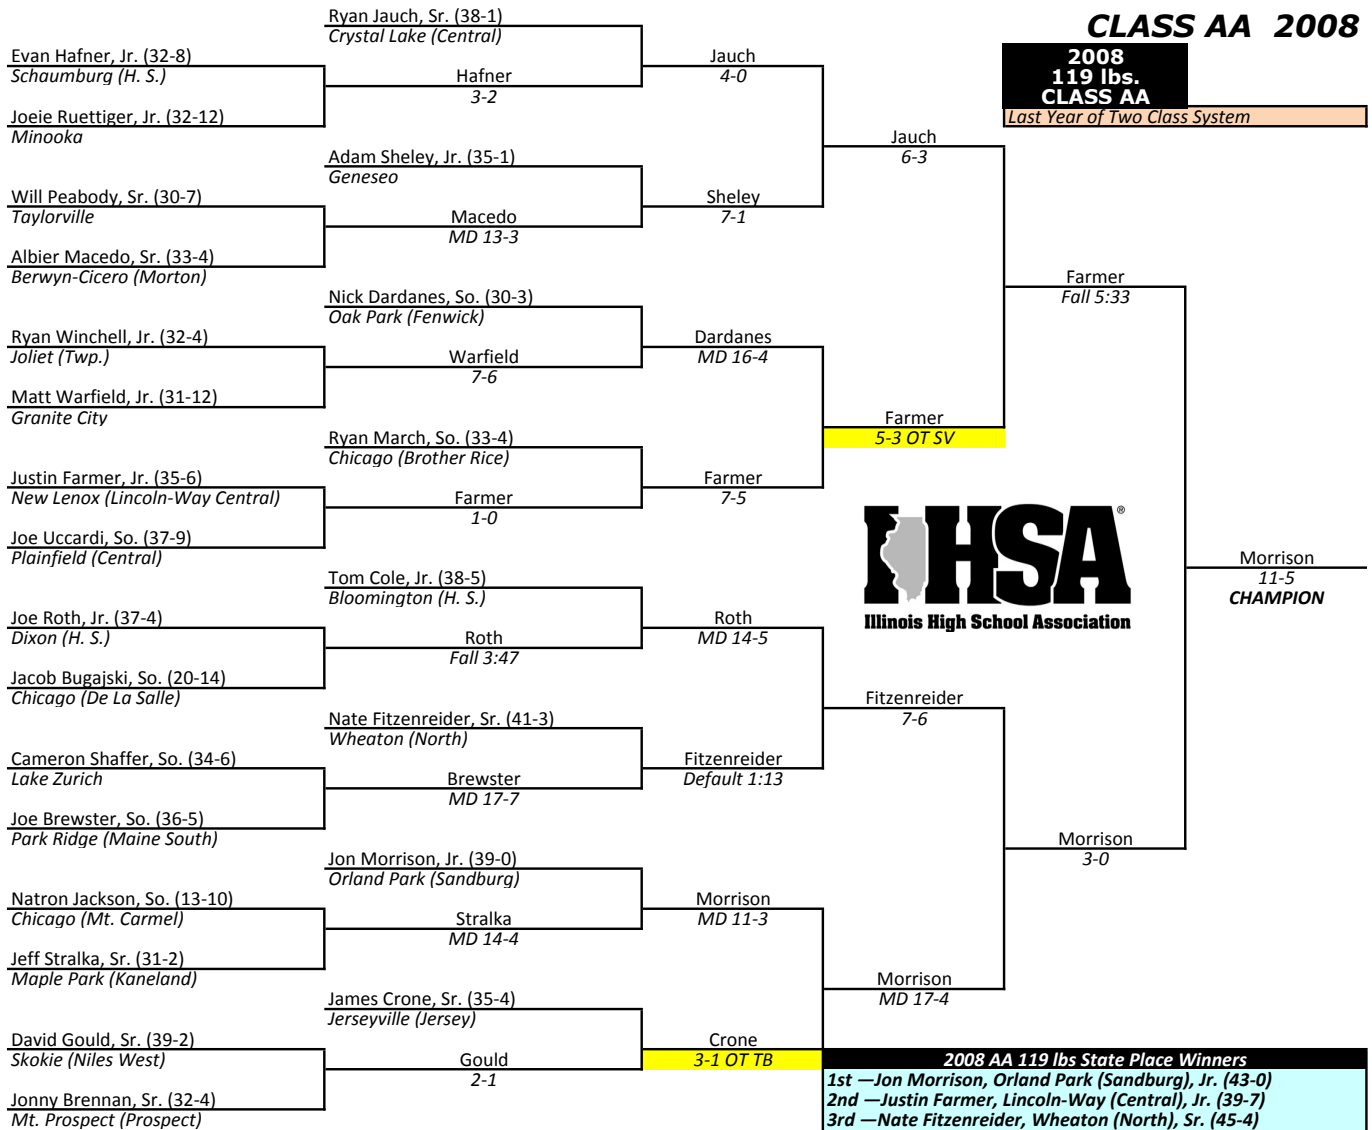 CLASS AA 2008
2008
119 lbs.
CLASS AA
Last Year of Two Class System
Evan Hafner, Jr. (32-8)
Schaumburg (H. S.)
Joeie Ruettiger, Jr. (32-12)
Minooka
Will Peabody, Sr. (30-7)
Taylorville
Albier Macedo, Sr. (33-4)
Berwyn-Cicero (Morton)
Ryan Winchell, Jr. (32-4)
Joliet (Twp.)
Matt Warfield, Jr. (31-12)
Granite City
Justin Farmer, Jr. (35-6)
New Lenox (Lincoln-Way Central)
Joe Uccardi, So. (37-9)
Plainfield (Central)
Joe Roth, Jr. (37-4)
Dixon (H. S.)
Jacob Bugajski, So. (20-14)
Chicago (De La Salle)
Cameron Shaffer, So. (34-6)
Lake Zurich
Joe Brewster, So. (36-5)
Park Ridge (Maine South)
Natron Jackson, So. (13-10)
Chicago (Mt. Carmel)
Jeff Stralka, Sr. (31-2)
Maple Park (Kaneland)
David Gould, Sr. (39-2)
Skokie (Niles West)
Jonny Brennan, Sr. (32-4)
Mt. Prospect (Prospect)
Ryan Jauch, Sr. (38-1)
Crystal Lake (Central)
Hafner
3-2
Adam Sheley, Jr. (35-1)
Geneseo
Macedo
MD 13-3
Nick Dardanes, So. (30-3)
Oak Park (Fenwick)
Warfield
7-6
Ryan March, So. (33-4)
Chicago (Brother Rice)
Farmer
1-0
Tom Cole, Jr. (38-5)
Bloomington (H. S.)
Roth
Fall 3:47
Nate Fitzenreider, Sr. (41-3)
Wheaton (North)
Brewster
MD 17-7
Jon Morrison, Jr. (39-0)
Orland Park (Sandburg)
Stralka
MD 14-4
James Crone, Sr. (35-4)
Jerseyville (Jersey)
Gould
2-1
Jauch
4-0
Sheley
7-1
Dardanes
MD 16-4
Farmer
7-5
Roth
MD 14-5
Fitzenreider
Default 1:13
Morrison
MD 11-3
Crone
3-1 OT TB
Jauch
6-3
Farmer
5-3 OT SV
Fitzenreider
7-6
Morrison
MD 17-4
Farmer
Fall 5:33
Morrison
3-0
Morrison
11-5
CHAMPION
IHSA®
Illinois High School Association
2008 AA 119 lbs State Place Winners
1st —Jon Morrison, Orland Park (Sandburg), Jr. (43-0)
2nd —Justin Farmer, Lincoln-Way (Central), Jr. (39-7)
3rd —Nate Fitzenreider, Wheaton (North), Sr. (45-4)